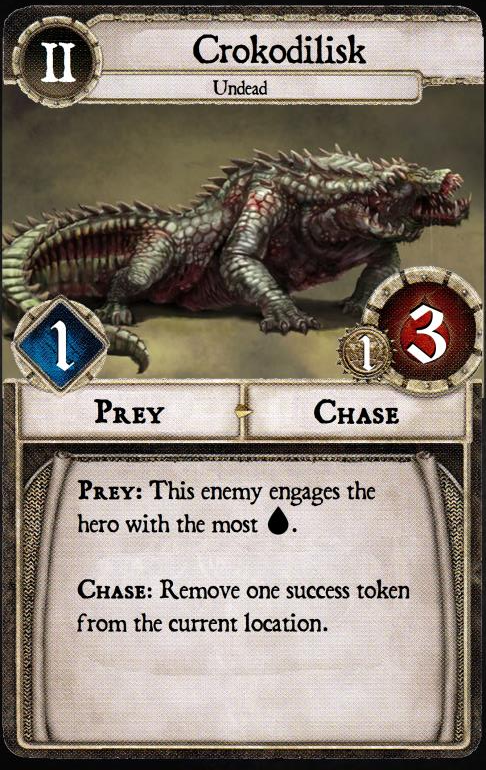 II
Crokodilisk
Undead
1
1 3
Prey Chase
Prey: This enemy engages the
hero with the most .
Chase: Remove one success token
from the current location.